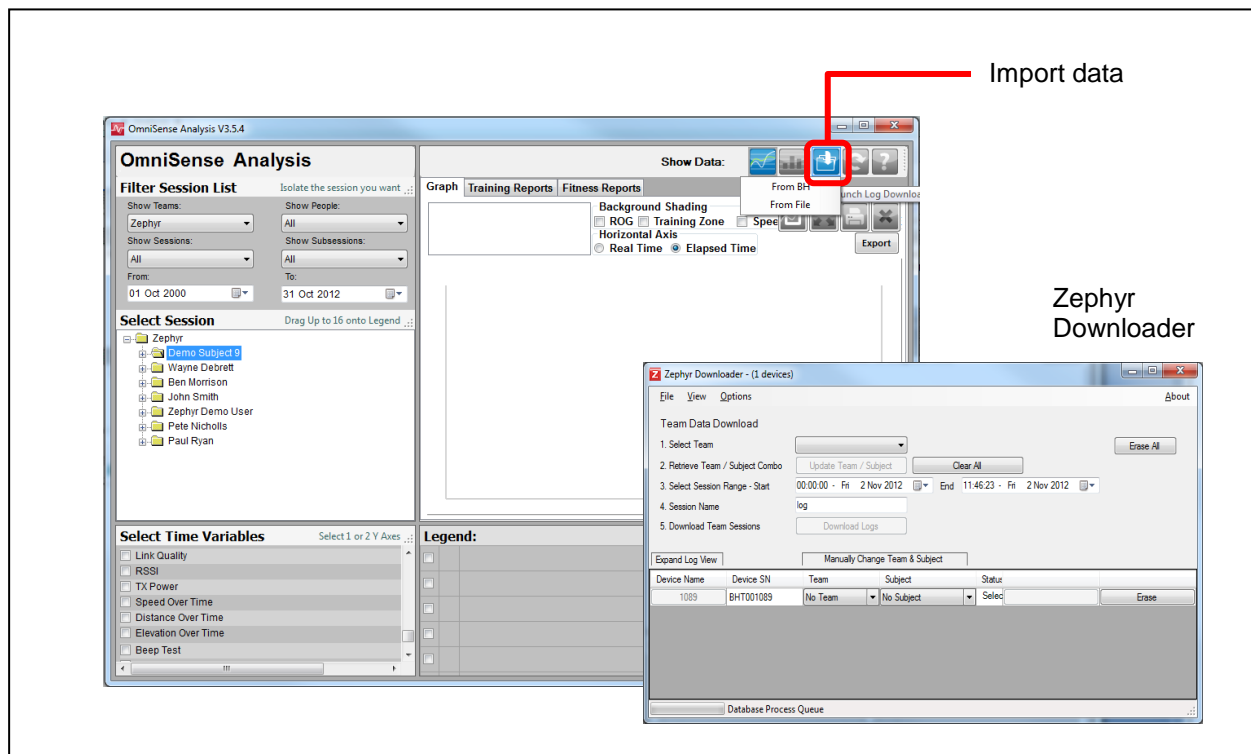 Import data
OmniSense Analysis V3.5.4
OmniSense Analysis
Show Data:
From BH
From File
Filter Session List
Isolate the session you want
Show Teams:
Show People:
Zephyr
All
Show Sessions:
Show Subsessions:
All
All
From:
To:
01 Oct 2000
31 Oct 2012
Graph
Training Reports
Fitness Reports
Background Shading
ROG
Training Zone
Horizontal Axis
Real Time
Elapsed Time
Export
Select Session
Drag Up to 16 onto Legend
Zephyr
Demo Subject 9
Wayne Debrett
Ben Morrison
John Smith
Zephyr Demo User
Pete Nicholls
Paul Ryan
Select Time Variables
Select 1 or 2 Y Axes
Link Quality
RSSI
TX Power
Speed Over Time
Distance Over Time
Elevation Over Time
Beep Test
Legend:
Zephyr
Downloader
Zephyr Downloader - (1 devices)
File View Options About
Team Data Download
1. Select Team
Erase All
2. Retrieve Team / Subject Combo
Update Team / Subject
Clear All
3. Select Session Range - Start
00:00:00 - Fri 2 Nov 2012
End
11:46:23 - Fri 2 Nov 2012
4. Session Name
log
5. Download Team Sessions
Download Logs
Expand Log View
Manually Change Team & Subject
Device Name Device SN Team Subject Status
1089 BHT001089 No Team No Subject Selec Erase
Database Process Queue